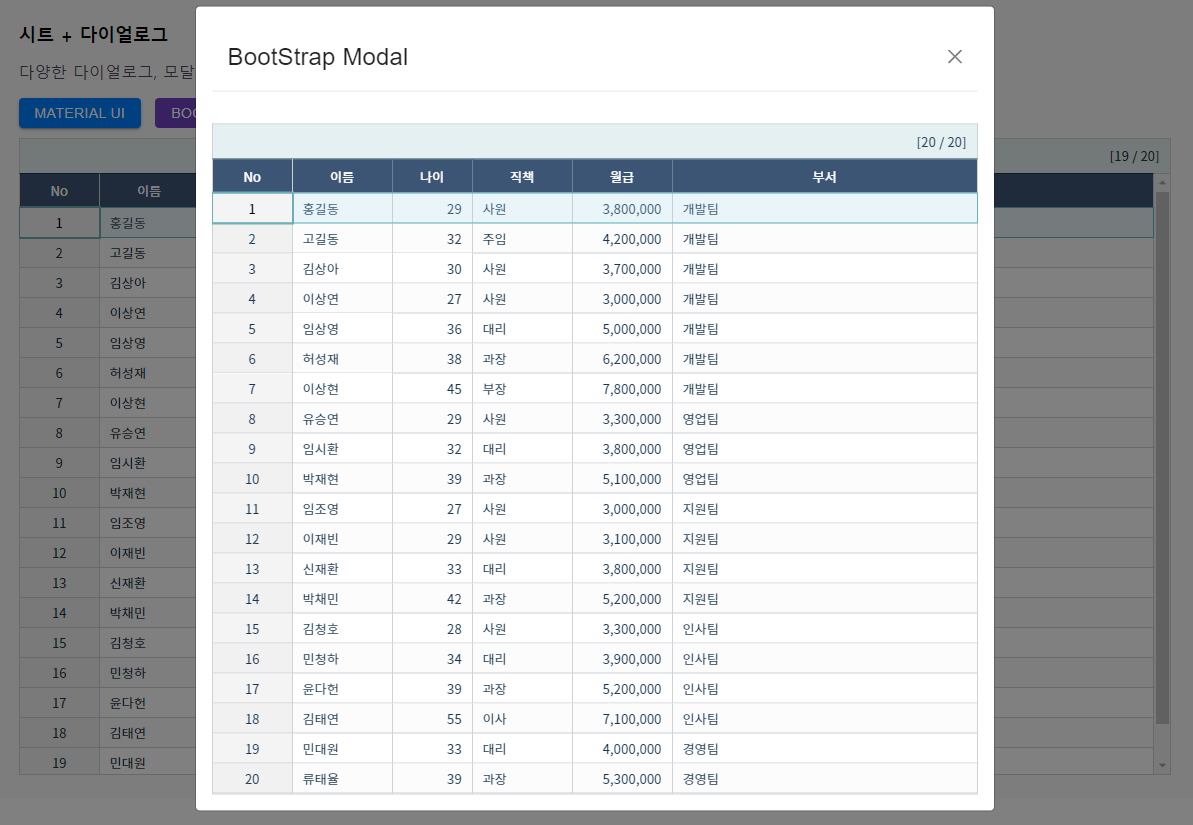 시트 + 다이얼로그
다양한 다이얼로그, 모달
MATERIAL UI BOO
[19 / 20]
No 이름
1 홍길동
2 고길동
3 김상아
4 이상연
5 임상영
6 허성재
7 이상현
8 유승연
9 임시환
10 박재현
11 임조영
12 이재빈
13 신재환
14 박채민
15 김청호
16 민청하
17 윤다헌
18 김태연
19 민대원
BootStrap Modal
[20 / 20]
No 이름 나이 직책 월급 부서
1 홍길동 29 사원 3,800,000 개발팀
2 고길동 32 주임 4,200,000 개발팀
3 김상아 30 사원 3,700,000 개발팀
4 이상연 27 사원 3,000,000 개발팀
5 임상영 36 대리 5,000,000 개발팀
6 허성재 38 과장 6,200,000 개발팀
7 이상현 45 부장 7,800,000 개발팀
8 유승연 29 사원 3,300,000 영업팀
9 임시환 32 대리 3,800,000 영업팀
10 박재현 39 과장 5,100,000 영업팀
11 임조영 27 사원 3,000,000 지원팀
12 이재빈 29 사원 3,100,000 지원팀
13 신재환 33 대리 3,800,000 지원팀
14 박채민 42 과장 5,200,000 지원팀
15 김청호 28 사원 3,300,000 인사팀
16 민청하 34 대리 3,900,000 인사팀
17 윤다헌 39 과장 5,200,000 인사팀
18 김태연 55 이사 7,100,000 인사팀
19 민대원 33 대리 4,000,000 경영팀
20 류태율 39 과장 5,300,000 경영팀